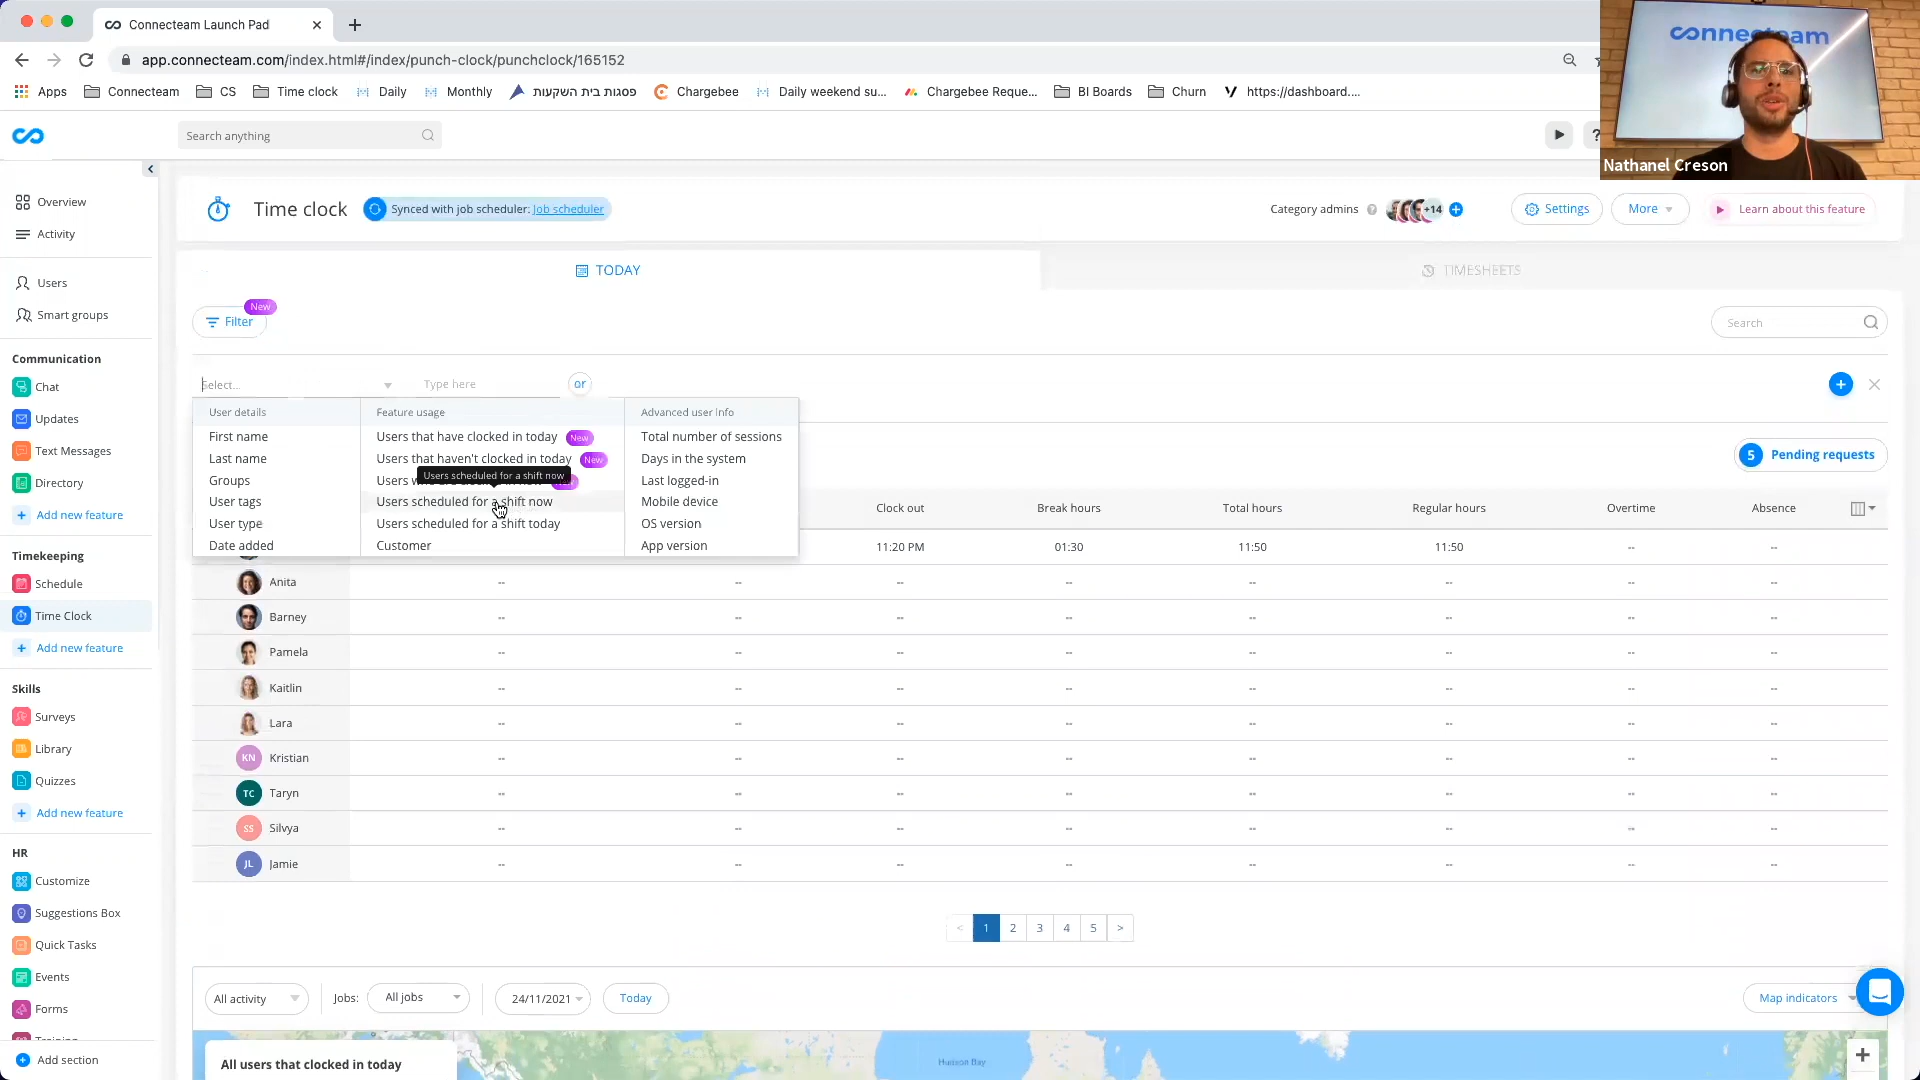 Connecteam Launch Pad
app.connecteam.com/index.html#/index/punch-clock/punchclock/165152
Apps
Connecteam
CS
Time clock
Daily
Monthly
פסגות בית השקעות
Chargebee
Daily weekend su...
Chargebee Reque...
BI Boards
Churn
https://dashboard....
connecteam
Nathanel Creson
Search anything
?
Overview
Activity
Users
Smart groups
Communication
Chat
Updates
Text Messages
Directory
Add new feature
Timekeeping
Schedule
Time Clock
Add new feature
Skills
Surveys
Library
Quizzes
Add new feature
HR
Customize
Suggestions Box
Quick Tasks
Events
Forms
Add section
Time clock
Synced with job scheduler: Job scheduler
Category admins ?
+14
Settings
More
Learn about this feature
TODAY
TIMESHEETS
New
Filter
Search
Select...
Type here
or
User details
First name
Last name
Groups
User tags
User type
Date added
Feature usage
Users that have clocked in today New
Users that haven't clocked in today New
Users scheduled for a shift now
Users
Users scheduled for a shift now
Users scheduled for a shift today
Customer
Advanced user info
Total number of sessions
Days in the system
Last logged-in
Mobile device
OS version
App version
5 Pending requests
Clock out Break hours Total hours Regular hours Overtime Absence
11:20 PM 01:30 11:50 11:50 -- --
Anita -- -- -- -- -- -- -- --
Barney -- -- -- -- -- -- -- --
Pamela -- -- -- -- -- -- -- --
Kaitlin -- -- -- -- -- -- -- --
Lara -- -- -- -- -- -- -- --
KN Kristian -- -- -- -- -- -- -- --
TC Taryn -- -- -- -- -- -- -- --
SS Silvya -- -- -- -- -- -- -- --
JL Jamie -- -- -- -- -- -- -- --
< 1 2 3 4 5 >
All activity
Jobs: All jobs
24/11/2021
Today
Map indicators
All users that clocked in today
Hudson Bay